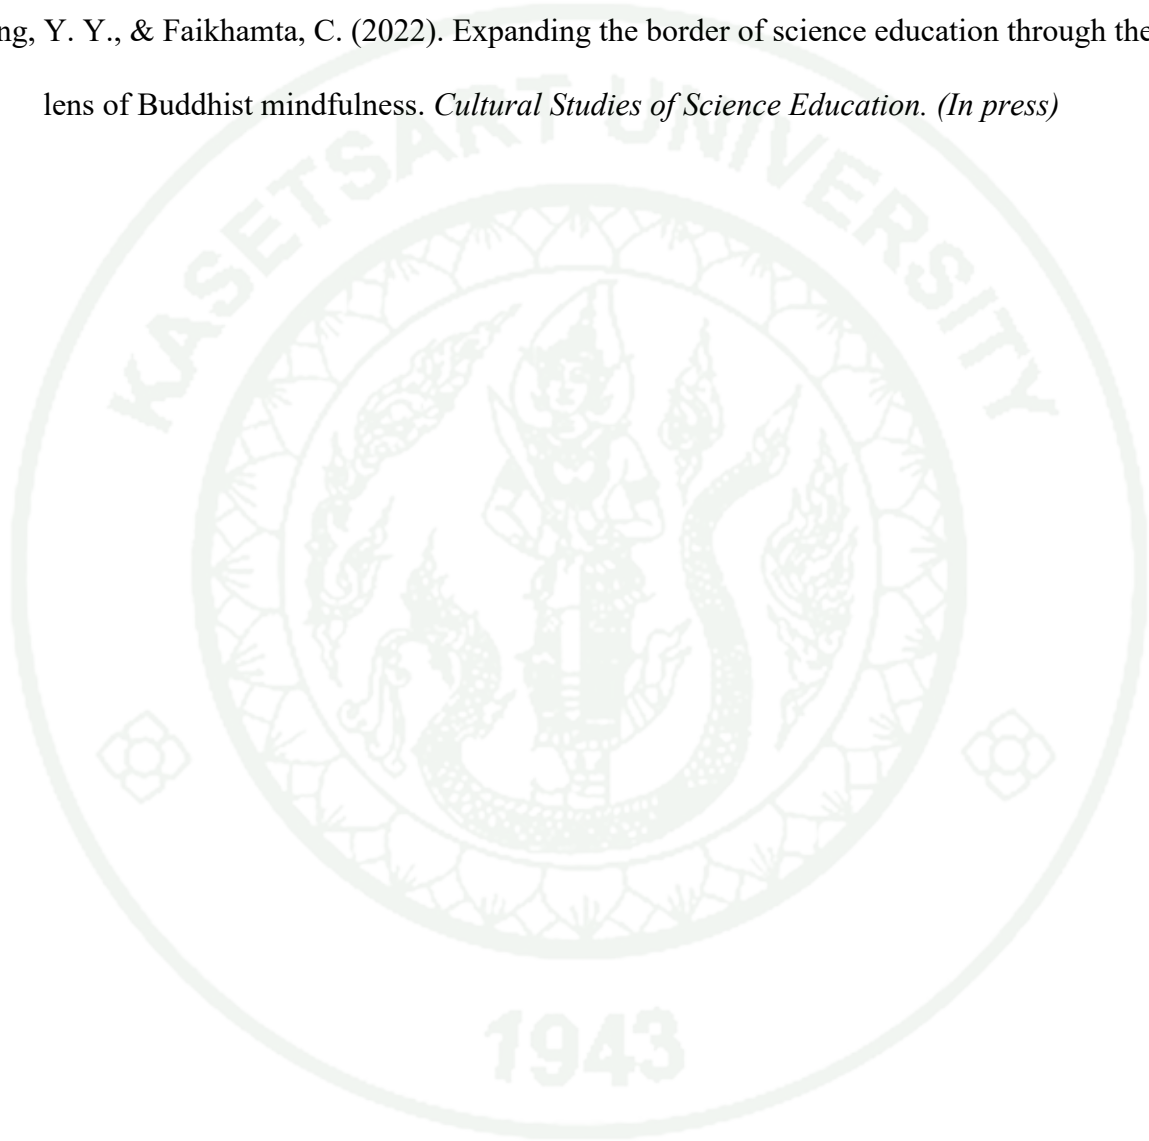 ng, Y. Y., & Faikhamta, C. (2022). Expanding the border of science education through the
lens of Buddhist mindfulness. Cultural Studies of Science Education. (In press)
KASETSART UNIVERSITY
1943